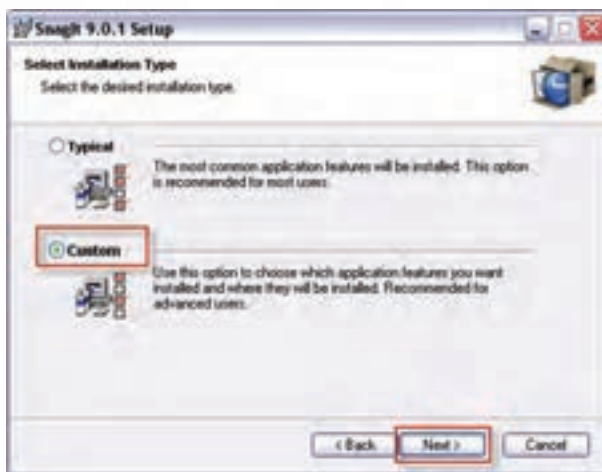 SnagIt 9.0.1 Setup
Select Installation Type
Select the desired installation type.
Typical
The most common application features will be installed. This option
is recommended for most users.
Custom
Use this option to choose which application features you want
installed and where they will be installed. Recommended for
advanced users.
< Back
Next >
Cancel